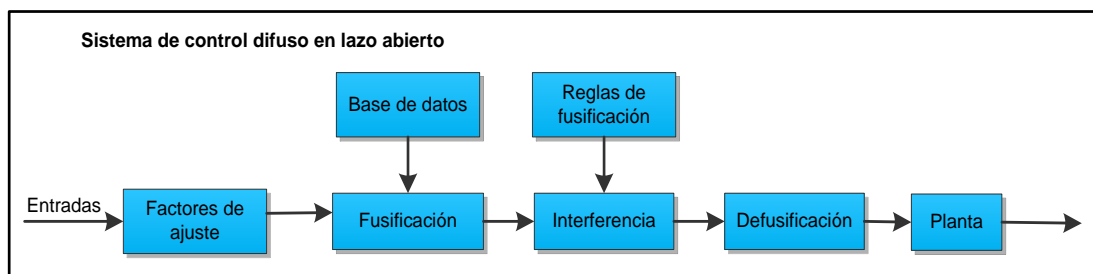 Sistema de control difuso en lazo abierto
Base de datos
Reglas de
fusificación
Entradas
Factores de
ajuste
Fusificación
Interferencia
Defusificación
Planta